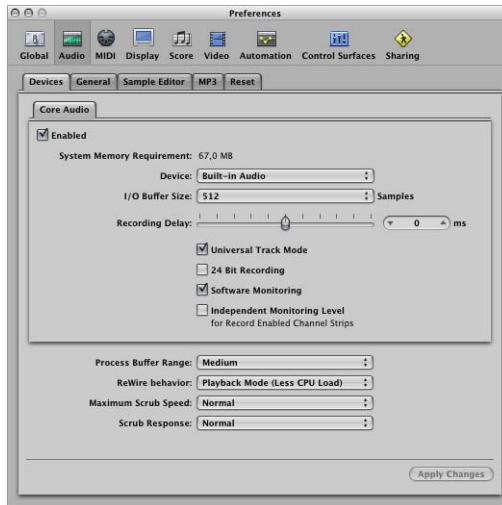 Preferences
Global Audio MIDI Display Score Video Automation Control Surfaces Sharing
Devices General Sample Editor MP3 Reset
Core Audio
Enabled
System Memory Requirement: 67,0 MB
Device: Built-in Audio
I/O Buffer Size: 512 Samples
Recording Delay: 0 ms
Universal Track Mode
24 Bit Recording
Software Monitoring
Independent Monitoring Level
for Record Enabled Channel Strips
Process Buffer Range: Medium
ReWire behavior: Playback Mode (Less CPU Load)
Maximum Scrub Speed: Normal
Scrub Response: Normal
Apply Changes